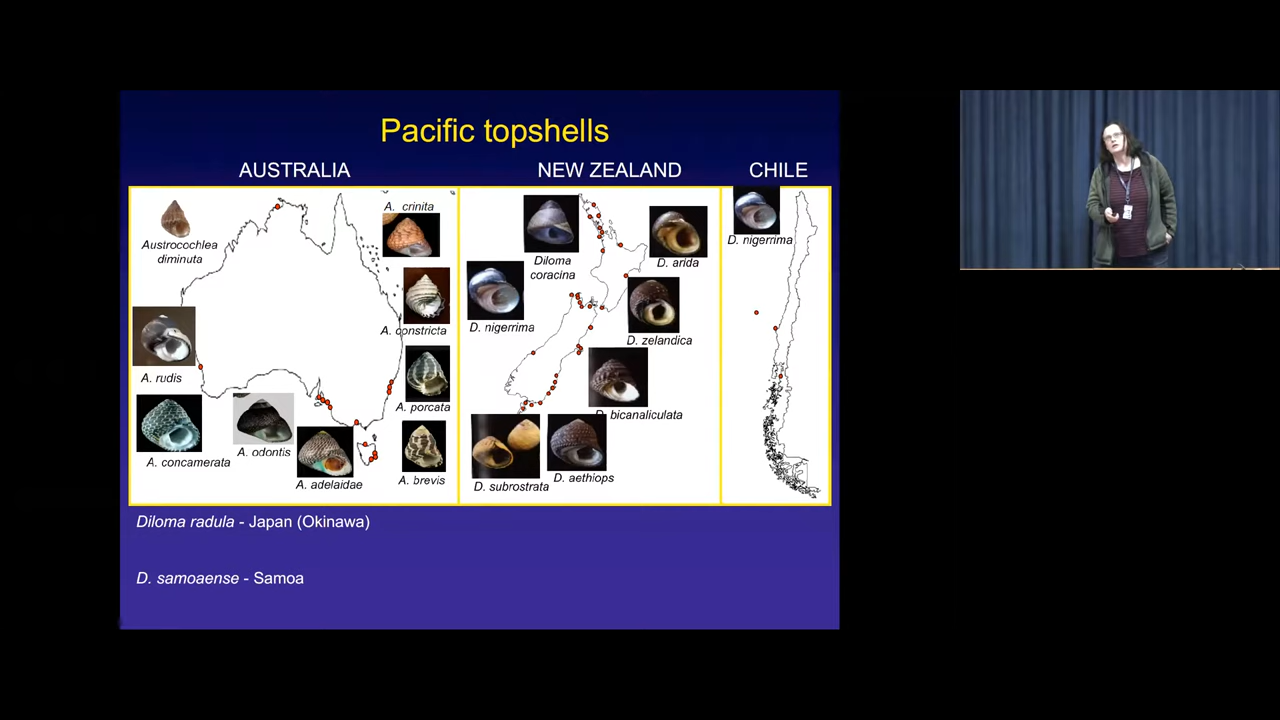 Pacific topshells
AUSTRALIA
NEW ZEALAND
CHILE
Austrocochlea
diminuta
A. crinita
A. constricta
A. rudis
A. porcata
A. concamerata
A. odontis
A. adelaidae
A. brevis
Diloma
coracina
D. arida
D. nigerrima
D. zelandica
D. bicanaliculata
D. subrostrata
D. aethiops
D. nigerrima
Diloma radula - Japan (Okinawa)
D. samoaense - Samoa